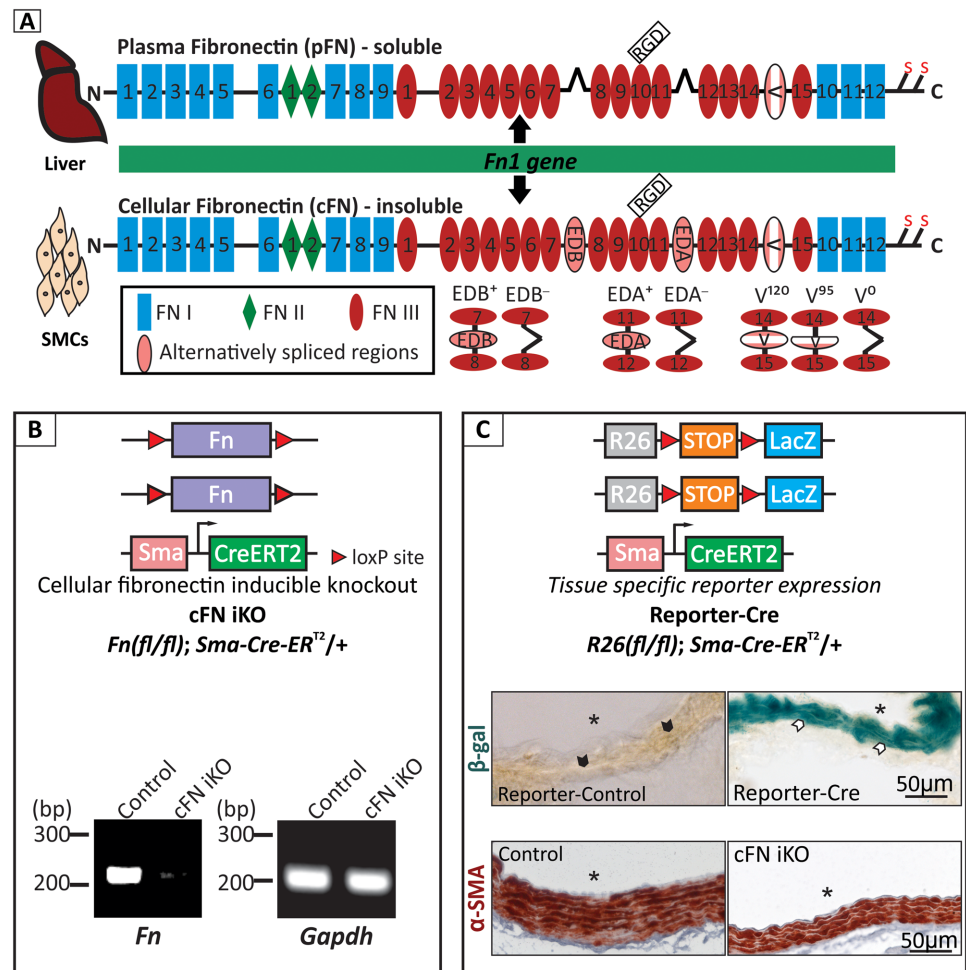 A
Plasma Fibronectin (pFN) - soluble
RGD
S S
N 1 2 3 4 5 6 1 2 7 8 9 1 2 3 4 5 6 7 8 9 10 11 12 13 14 V 15 10 11 12 C
Liver
Fn1 gene
Cellular Fibronectin (cFN) - insoluble
RGD
S S
N 1 2 3 4 5 6 1 2 7 8 9 1 2 3 4 5 6 7 EDB 8 9 10 11 EDA 12 13 14 V 15 10 11 12 C
SMCs
FN I FN II FN III
Alternatively spliced regions
EDB⁺ EDB⁻ EDA⁺ EDA⁻ V¹²⁰ V⁹⁵ V⁰
7 7 11 11 14 14 14
EDB EDA V V
8 8 12 12 15 15 15
B
Fn
Fn
Sma CreERT2 loxP site
Cellular fibronectin inducible knockout
cFN iKO
Fn(fl/fl); Sma-Cre-ERᵀ²/+
Control cFN iKO Control cFN iKO
(bp) (bp)
300 300
200 200
Fn Gapdh
C
R26 STOP LacZ
R26 STOP LacZ
Sma CreERT2
Tissue specific reporter expression
Reporter-Cre
R26(fl/fl); Sma-Cre-ERᵀ²/+
β-gal
* *
Reporter-Control Reporter-Cre 50µm
α-SMA
Control cFN iKO
* *
50µm